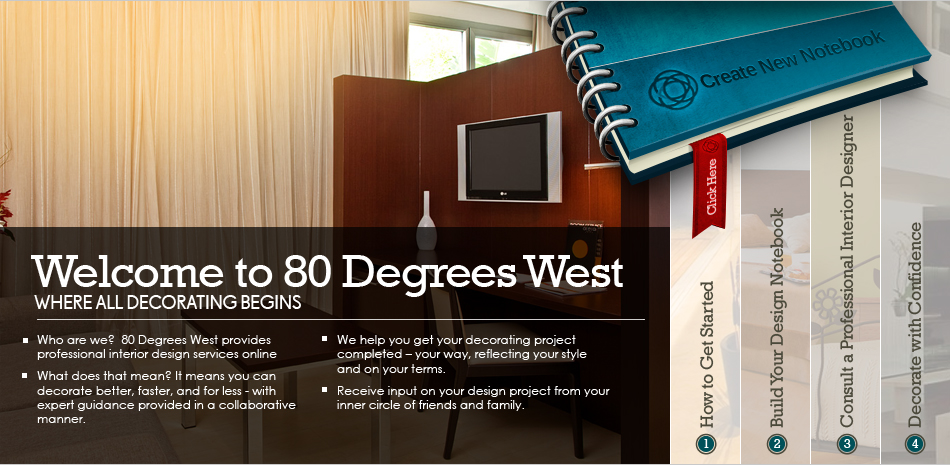 Create New Notebook
Click Here
Welcome to 80 Degrees West
WHERE ALL DECORATING BEGINS
Who are we?  80 Degrees West provides
professional interior design services online
What does that mean? It means you can
decorate better, faster, and for less - with
expert guidance provided in a collaborative
manner.
We help you get your decorating project
completed – your way, reflecting your style
and on your terms.
Receive input on your design project from your
inner circle of friends and family.
1 How to Get Started
2 Build Your Design Notebook
3 Consult a Professional Interior Designer
4 Decorate with Confidence